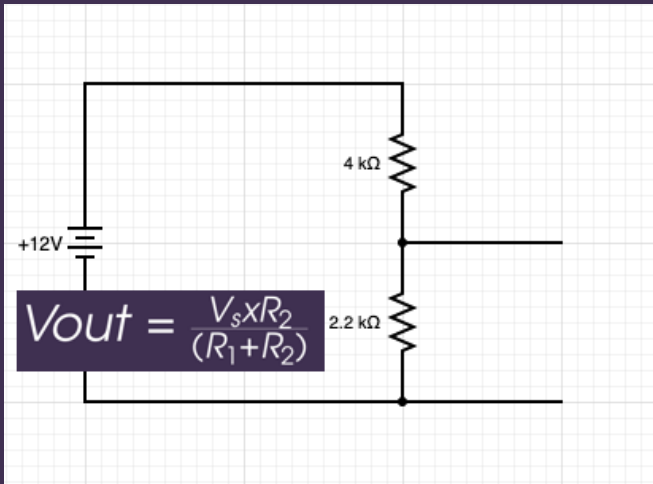 4 kΩ
+12V
Vout = VₛxR₂
(R₁+R₂)
2.2 kΩ